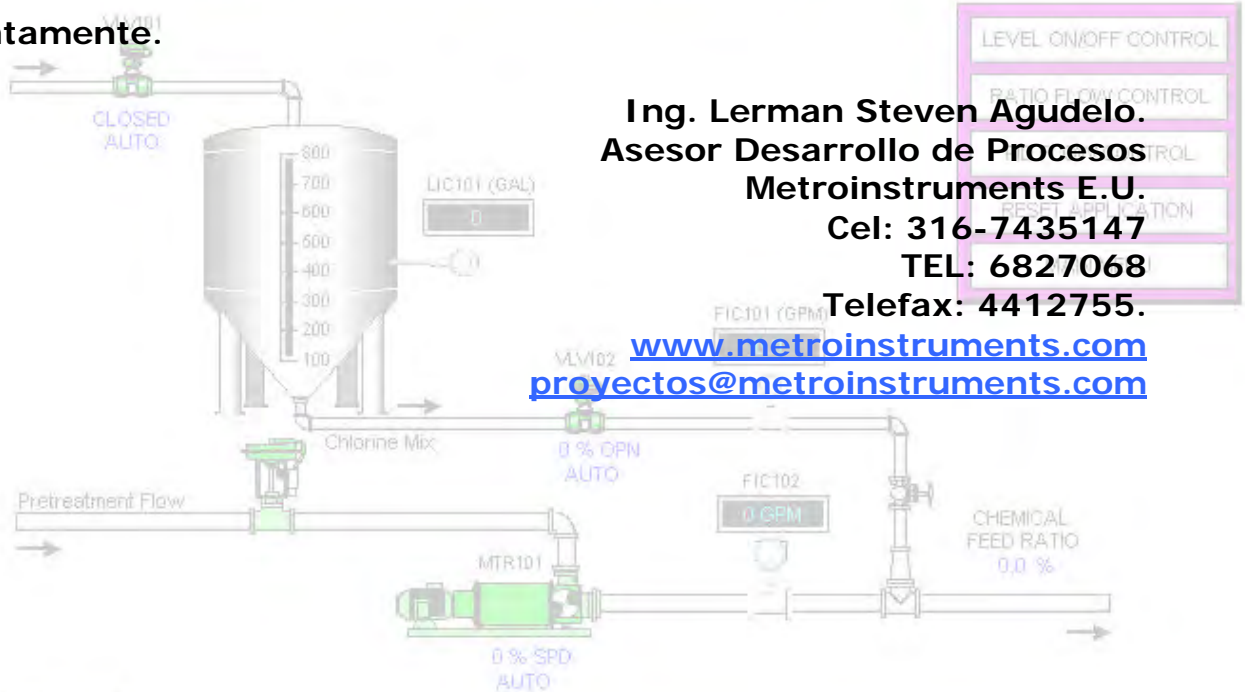 ntamente.
VLV101
LEVEL ON/OFF CONTROL
CLOSED
AUTO
Ing. Lerman Steven Agudelo.
RATIO FLOW CONTROL
Asesor Desarrollo de Procesos
CONTROL
Metroinstruments E.U.
RESET APPLICATION
Cel: 316-7435147
TEL: 6827068
Telefax: 4412755.
www.metroinstruments.com
proyectos@metroinstruments.com
800
700
600
500
400
300
200
100
LIC101 (GAL)
0
FIC101 (GPM)
VLV102
0 % OPN
AUTO
Chlorine Mix
Pretreatment Flow
FIC102
0 GPM
CHEMICAL
FEED RATIO
0.0 %
MTR101
0 % SPD
AUTO